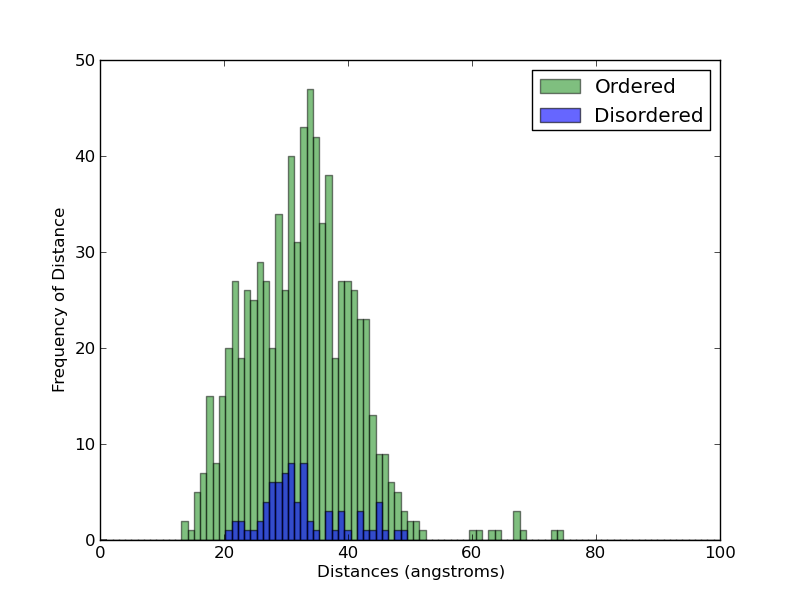 50
40
30
20
10
0
Frequency of Distance
Ordered
Disordered
0 20 40 60 80 100
Distances (angstroms)